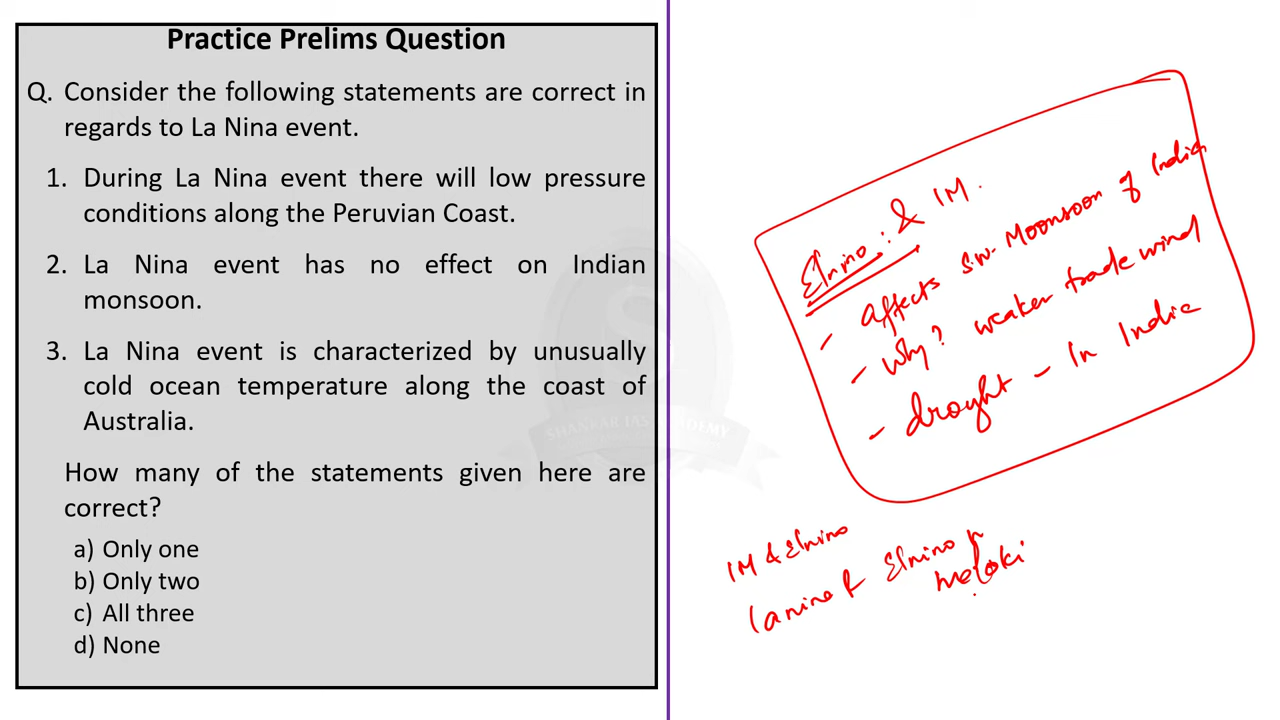 Practice Prelims Question
Q. Consider the following statements are correct in
regards to La Nina event.
1. During La Nina event there will low pressure
conditions along the Peruvian Coast.
2. La Nina event has no effect on Indian
monsoon.
3. La Nina event is characterized by unusually
cold ocean temperature along the coast of
Australia.
How many of the statements given here are
correct?
a) Only one
b) Only two
c) All three
d) None
SHANKAR IAS ACADEMY
Elnino: & IM.
- affects s.w. Moonsoon of India
- Why? weaker trade wind
- drought - in India
IM & Elnino
Lanina & Elnino